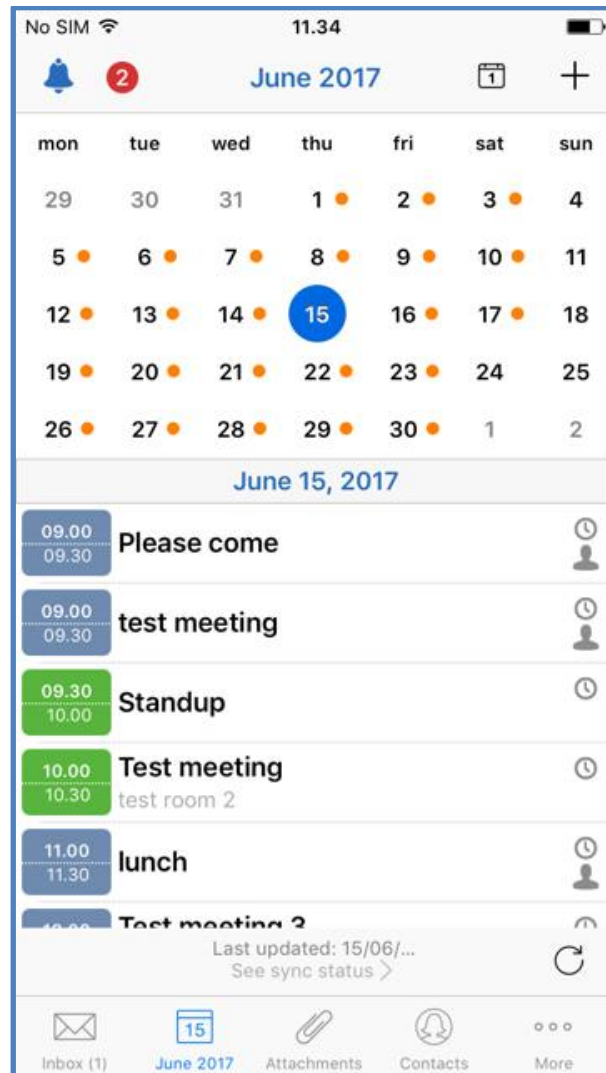 No SIM 11.34
2 June 2017 1
mon tue wed thu fri sat sun
29 30 31 1 2 3 4
5 6 7 8 9 10 11
12 13 14 15 16 17 18
19 20 21 22 23 24 25
26 27 28 29 30 1 2
June 15, 2017
09.00
09.30
Please come
09.00
09.30
test meeting
09.30
10.00
Standup
10.00
10.30
Test meeting
test room 2
11.00
11.30
lunch
Test meeting 3
Last updated: 15/06/...
See sync status >
15
Inbox (1) June 2017 Attachments Contacts More